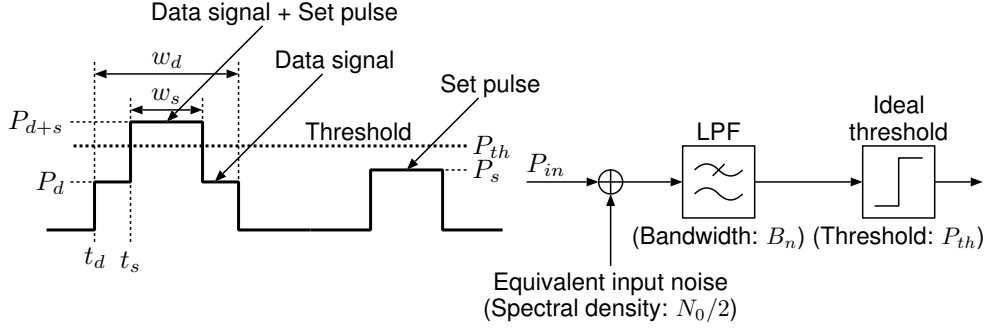 Data signal + Set pulse
w_d
Data signal
w_s
Set pulse
P_{d+s}
Threshold
P_{th}
P_d
P_s
t_d
t_s
LPF
Ideal
threshold
P_{in}
(Bandwidth: B_n)
(Threshold: P_{th})
Equivalent input noise
(Spectral density: N_0/2)